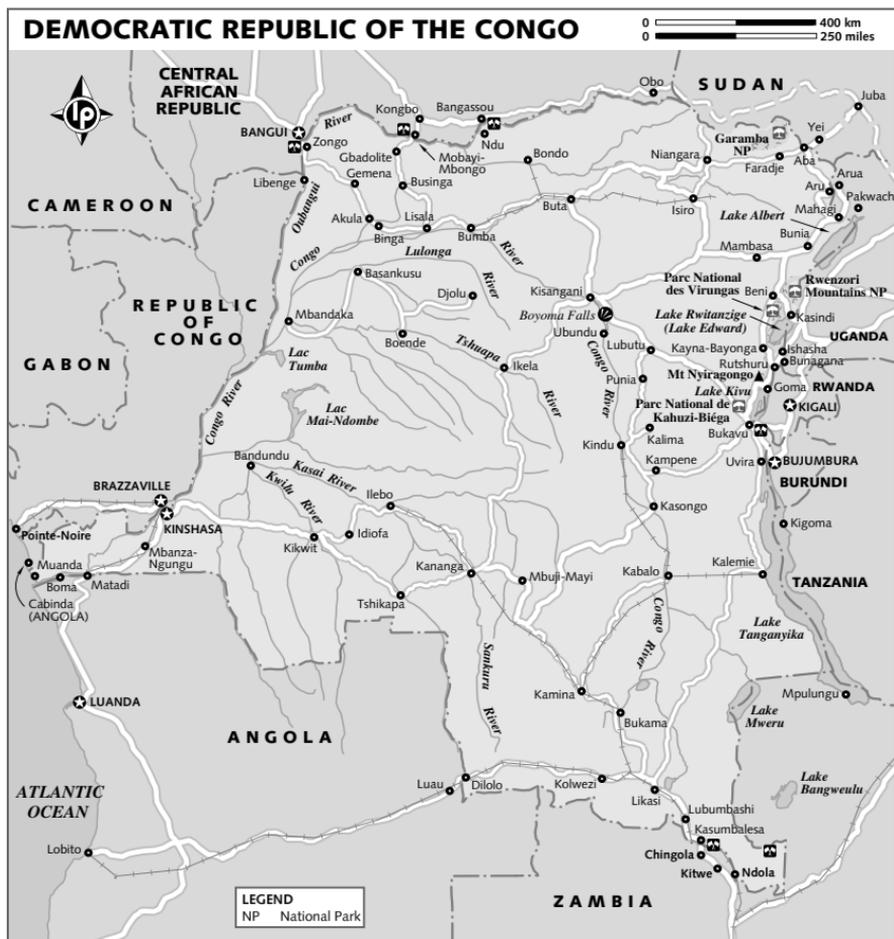 DEMOCRATIC REPUBLIC OF THE CONGO
0 400 km
0 250 miles
lp
CENTRAL
AFRICAN
REPUBLIC
SUDAN
Obo
Juba
Kongbo
Bangassou
BANGUI
River
Zongo
Ndu
Garamba
NP
Yei
Aba
Gbadolite
Mobayi-
Mbongo
Bondo
Niangara
Faradje
Libenge
Gemena
Businga
Aru
Arua
Pakwach
CAMEROON
Oubangui
Buta
Isiro
Mahagi
Akula
Lisala
Binga
Bumba
Lake Albert
Bunia
Congo
Lulonga
River
Mambasa
Basankusu
Djolu
River
Kisangani
Parc National
des Virungas
Beni
Rwenzori
Mountains NP
REPUBLIC
OF
CONGO
Mbandaka
Boyoma Falls
Lake Rwitanzige
(Lake Edward)
Kasindi
Boende
Tshuapa
Ubundu
Lubutu
UGANDA
GABON
Lac
Tumba
Ikela
Congo
River
Kayna-Bayonga
Ishasha
Bunagana
Rutshuru
Mt Nyiragongo
Punia
Goma
RWANDA
Lake Kivu
KIGALI
Congo River
Lac
Mai-Ndombe
River
Parc National de
Kahuzi-Biéga
Kalima
Bukavu
Kindu
Bandundu
Kasai River
Kampene
Uvira
BUJUMBURA
BURUNDI
BRAZZAVILLE
Kwilu
River
Ilebo
Kasongo
KINSHASA
Kigoma
Pointe-Noire
Idiofa
Kikwit
Mbanza-
Ngungu
Muanda
Boma
Matadi
Kananga
Mbuji-Mayi
Kabalo
Kalemie
TANZANIA
Cabinda
(ANGOLA)
Tshikapa
Congo
River
Lake
Tanganyika
Sankuru
River
Kamina
Mpulungu
LUANDA
Bukama
Lake
Mweru
ANGOLA
ATLANTIC
OCEAN
Luau
Dilolo
Kolwezi
Likasi
Lake
Bangweulu
Lubumbashi
Kasumbalesa
Lobito
Chingola
Kitwe
Ndola
LEGEND
NP National Park
ZAMBIA